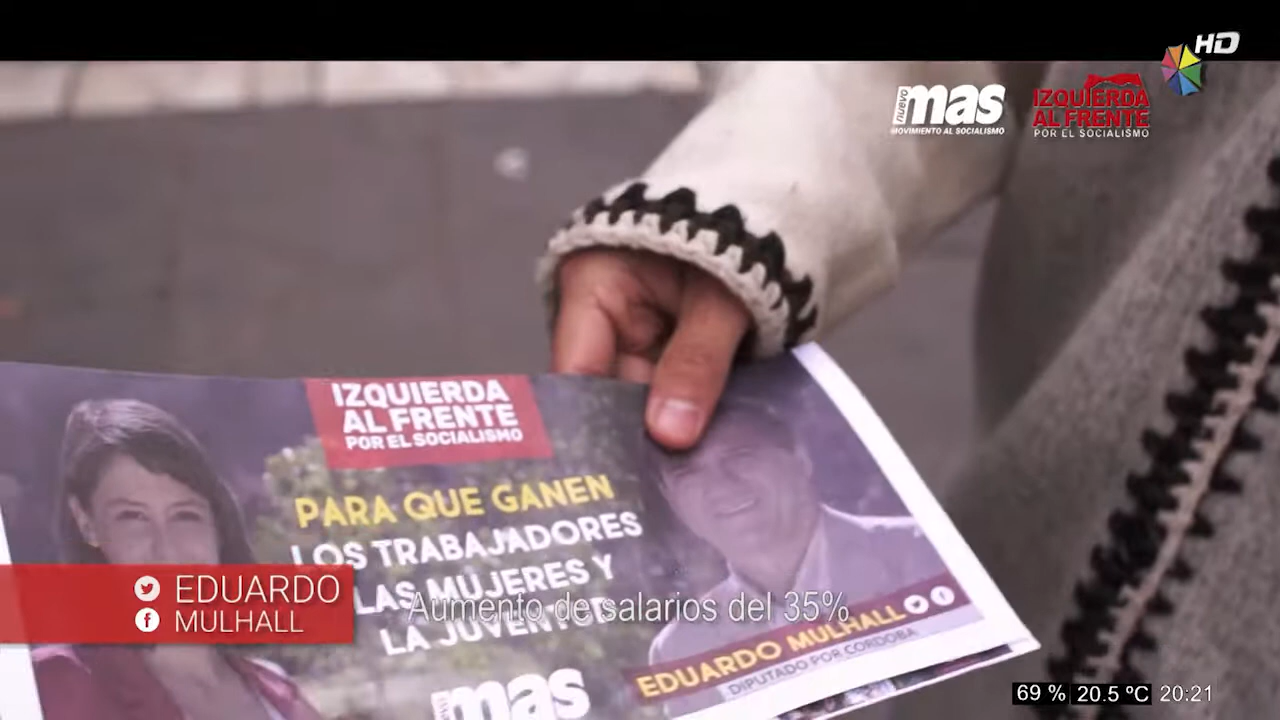 HD
nuevo
mas
MOVIMIENTO AL SOCIALISMO
IZQUIERDA
AL FRENTE
POR EL SOCIALISMO
IZQUIERDA
AL FRENTE
POR EL SOCIALISMO
PARA QUE GANEN
LOS TRABAJADORES
LAS MUJERES Y
LA JUVENTUD
EDUARDO
MULHALL
Aumento de salarios del 35%
EDUARDO MULHALL
DIPUTADO POR CORDOBA
mas
69 % 20.5 ºC 20:21